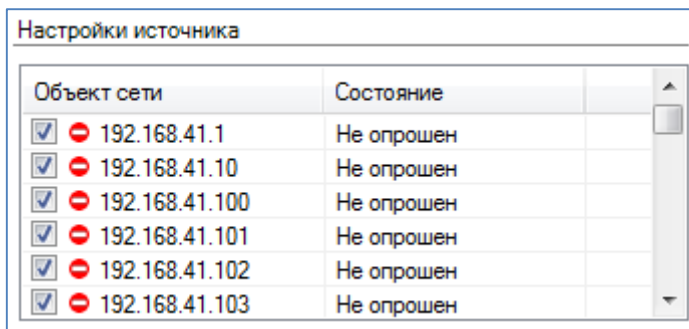 Настройки источника
Объект сети Состояние
192.168.41.1 Не опрошен
192.168.41.10 Не опрошен
192.168.41.100 Не опрошен
192.168.41.101 Не опрошен
192.168.41.102 Не опрошен
192.168.41.103 Не опрошен